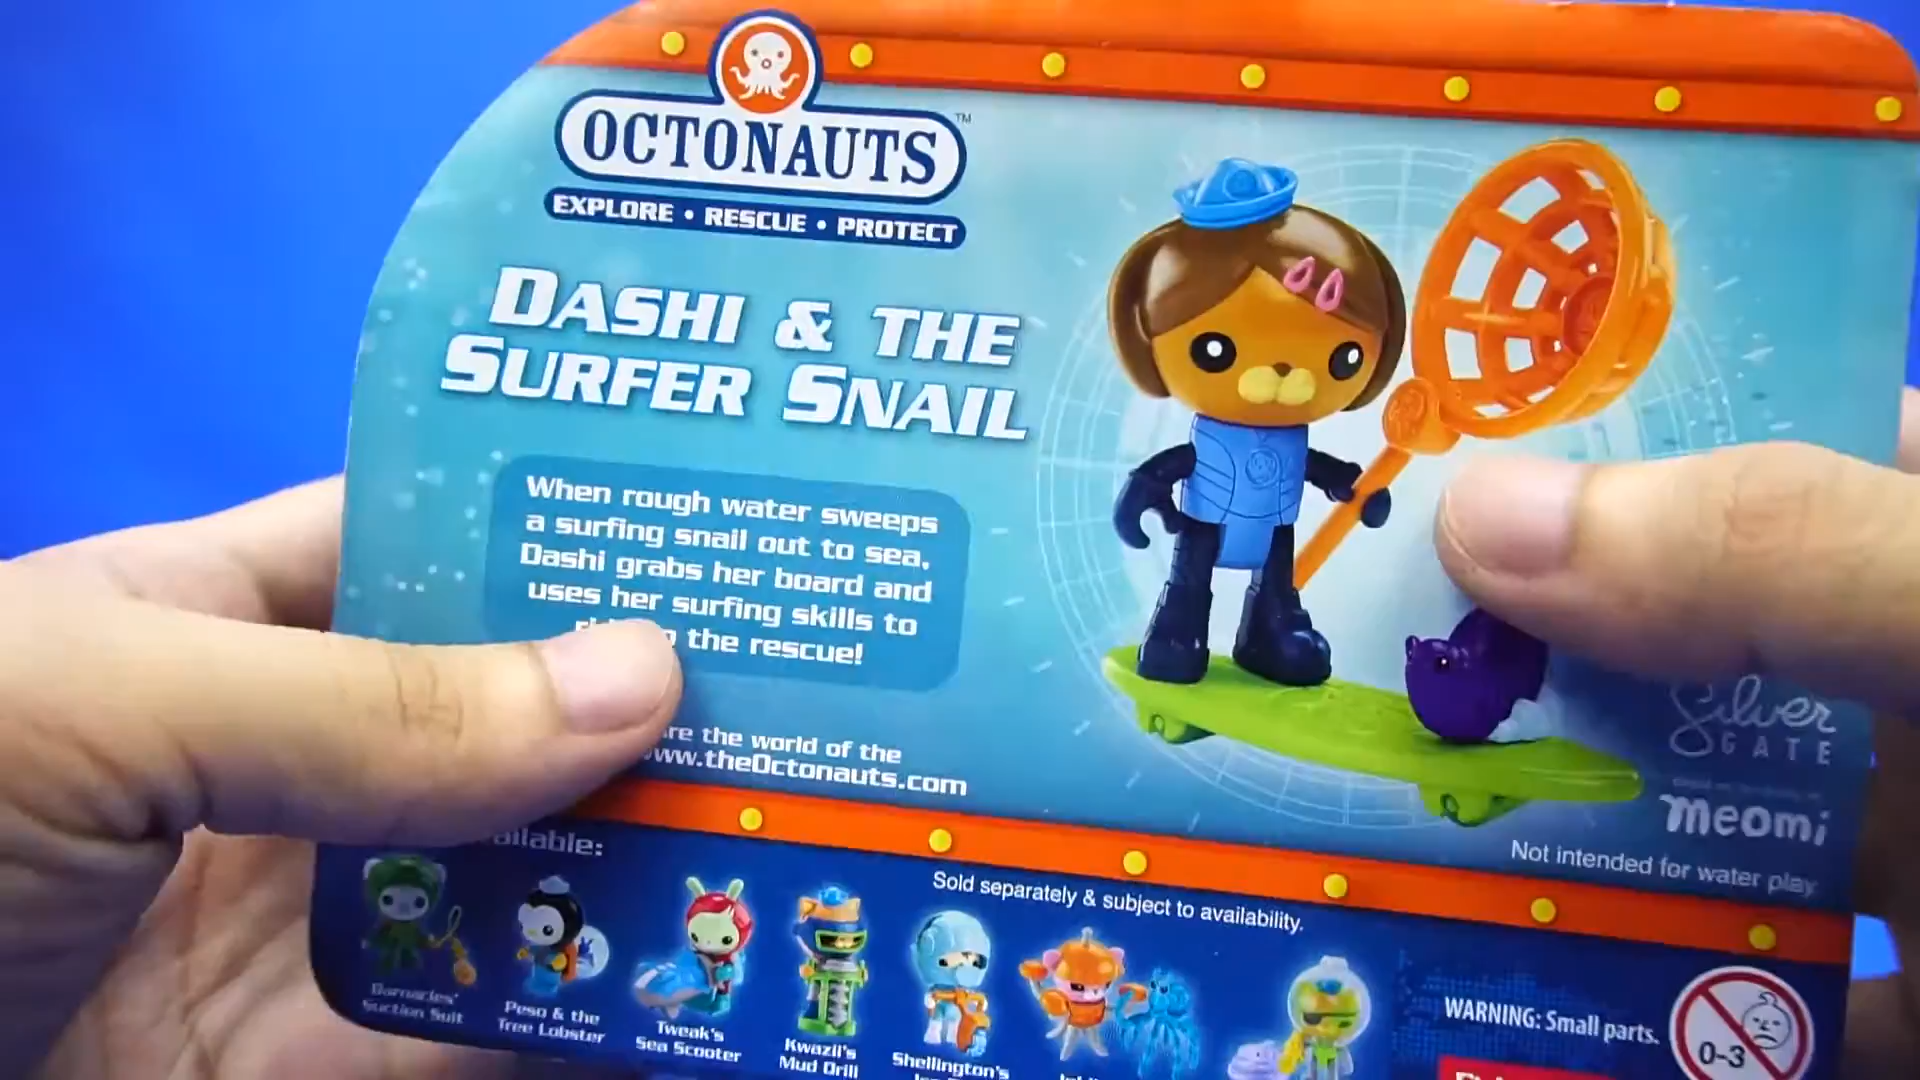 OCTONAUTS™
EXPLORE • RESCUE • PROTECT
DASHI & THE
SURFER SNAIL
When rough water sweeps
a surfing snail out to sea,
Dashi grabs her board and
uses her surfing skills to
the rescue!
the world of the
www.theOctonauts.com
Silver
GATE
meomi
Not intended for water play
Sold separately & subject to availability.
Barnacles'
Suction Suit
Peso & the
Tree Lobster
Tweak's
Sea Scooter
Kwazii's
Mud Drill
Shellington's
WARNING: Small parts.
0-3